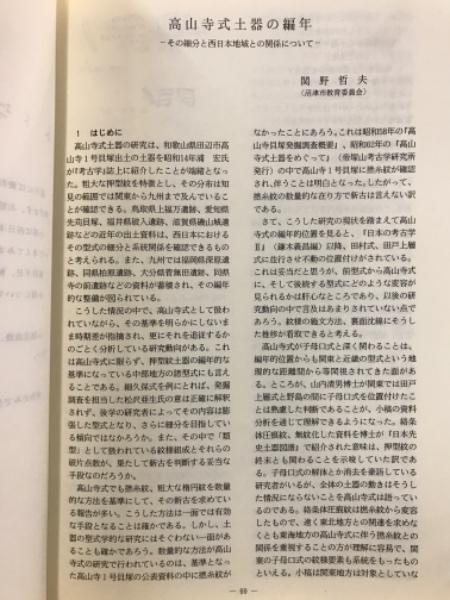 高山寺式土器の編年
－その細分と西日本地域との関係について－
関野哲夫
（沼津市教育委員会）
1 はじめに
高山寺式土器の研究は、和歌山県田辺市高
山寺1号貝塚出土の土器を昭和14年浦 宏氏
が『考古学』誌上に紹介したことが端緒となっ
た。粗大な押型紋を特徴とし、その分布は知
見の範囲では関東から九州まで及んでいるこ
とが確認できる。鳥取県上福万遺跡、愛知県
先苅貝塚、福井県破入遺跡、滋賀県磯山城遺
跡などの近年の出土資料は、西日本における
その型式の細分と系統関係を確認できるもの
と考えられる。また、九州では福岡県深原遺
跡、同県柏原遺跡、大分県菅無田遺跡、同県
寺の前遺跡などの資料が蓄積され、その編年
的な整備が図られている。
こうした情況の中で、高山寺式として扱わ
れていながら、その基準を明らかにしないま
ま時期差が指摘され、更にそれを追従するか
のごとく分析している研究動向がある。これ
は高山寺式に限らず、押型紋土器の編年的な
基準になっている中部地方の諸型式にも言え
ることである。細久保式を例にとれば、発掘
調査を担当した松沢亜生氏の意は正確に解釈
されず、後学の研究者によってその内容は膨
張した型式となり、さらに細分を目指してい
る傾向ではなかろうか。また、その中で「類
型」として扱われている紋様組成とそれらの
破片点数が、果たして新古を判断する妥当な
手段なのだろうか。
高山寺式でも撚糸紋、粗大な楕円紋を数量
的な方法を基準にして、その新古を求めてい
る報告が多い。こうした方法は一面では有効
な手段となることは確かである。しかし、土
器の型式学的な研究にはそぐわない一面があ
ることも確かであろう。数量的な方法が高山
寺式の研究で行われているのは、基準となっ
た高山寺1号貝塚の公表資料の中に撚糸紋が
なかったことにあろう。これは昭和58年の『高
山寺貝塚発掘調査概要』、昭和62年の『高山
寺式土器をめぐって』（帝塚山考古学研究所
発行）の中で高山寺1号貝塚に撚糸紋が確認
され、伴うことは明白となった。したがって、
撚糸紋の数量的な在り方で新古は言えない訳
である。
さて、こうした研究の現状を踏まえて高山
寺式の編年的位置を見ると、『日本の考古学
Ⅱ』（鎌木義昌編）以降、田村式、田戸上層
式に並行させ不動の位置付けがされている。
これは妥当だと思うが、前型式から高山寺式
に、そして後続する型式にどのような変容が
見られるかは肝心なところであり、以後の研
究動向の中で言及はあまりされていない点で
あろう。紋様の施文方法、裏面沈線にそうし
た推移が看取できると考える。
高山寺式が子母口式と深く関わることは、
編年的位置からも関東と近畿の型式という地
理的な距離間から等閑視されてきた面があ
る。ところが、山内清男博士が関東では田戸
上層式と野島の間に子母口式を位置付けたこ
とは熟慮した判断であることが、小稿の資料
分析を通じて理解できるようになった。絡条
体圧痕紋、無紋化した資料を博士が『日本先
史土器図譜』で紹介された意味は、押型紋の
終末とも関わることを示唆していた訳であ
る。子母口式の解体とか消去を豪語している
研究者がいるが、全体の土器の動きはそうし
た情況にならないことを高山寺式は語ってい
るのである。絡条体圧痕紋は撚糸紋から変容
したもので、遠く東北地方との関連を求めな
くとも東海地方の高山寺式に伴う撚糸紋との
関係を重視することの方が理解に容易で、関
東の子母口式の紋様要素も系統をもったもの
といえる。小稿は関東地方は対象としていな
－ 69 －